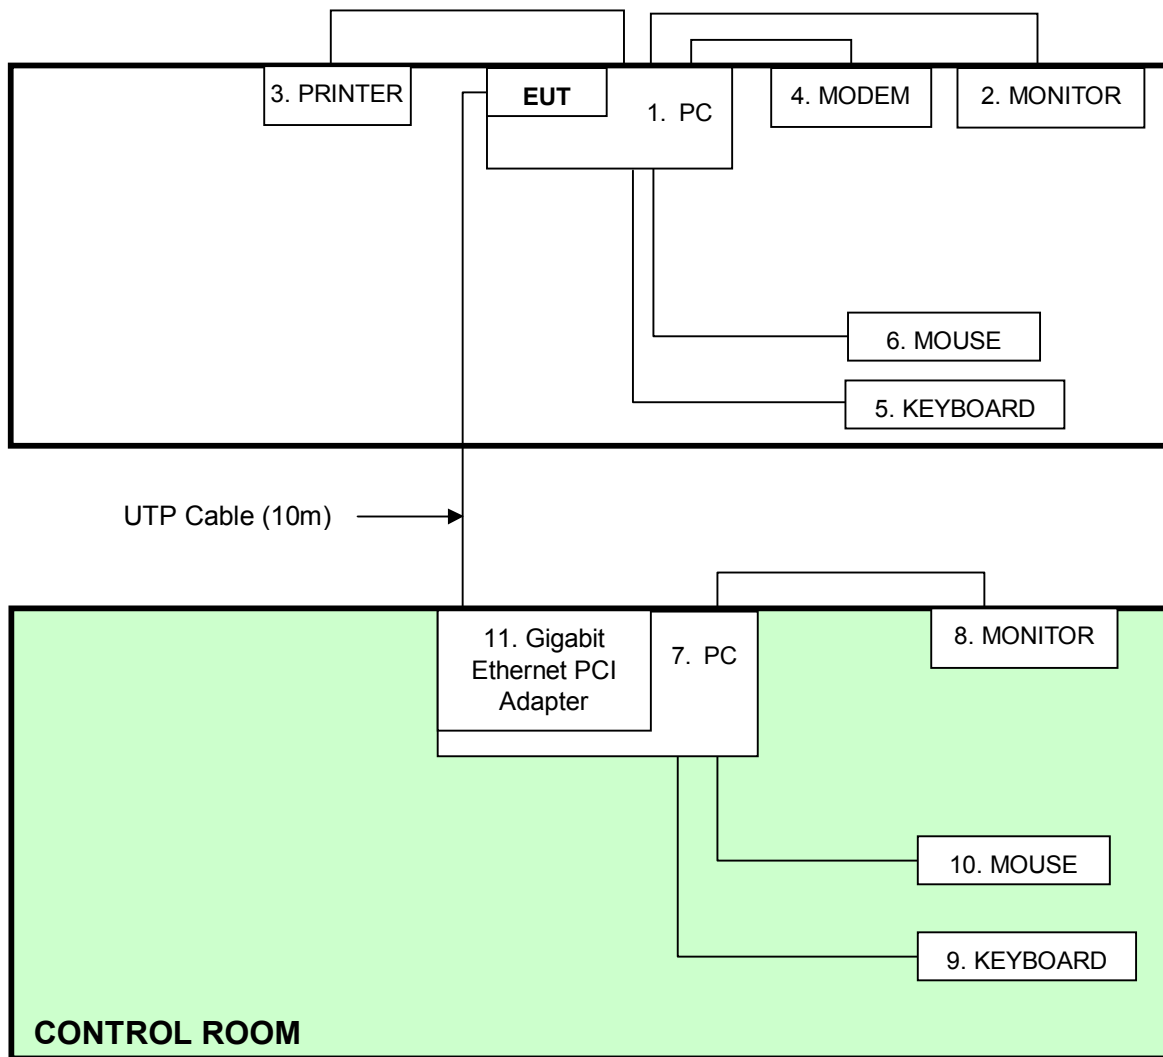 3. PRINTER
EUT
1. PC
4. MODEM
2. MONITOR
6. MOUSE
5. KEYBOARD
UTP Cable (10m)
11. Gigabit
Ethernet PCI
Adapter
7. PC
8. MONITOR
10. MOUSE
9. KEYBOARD
CONTROL ROOM